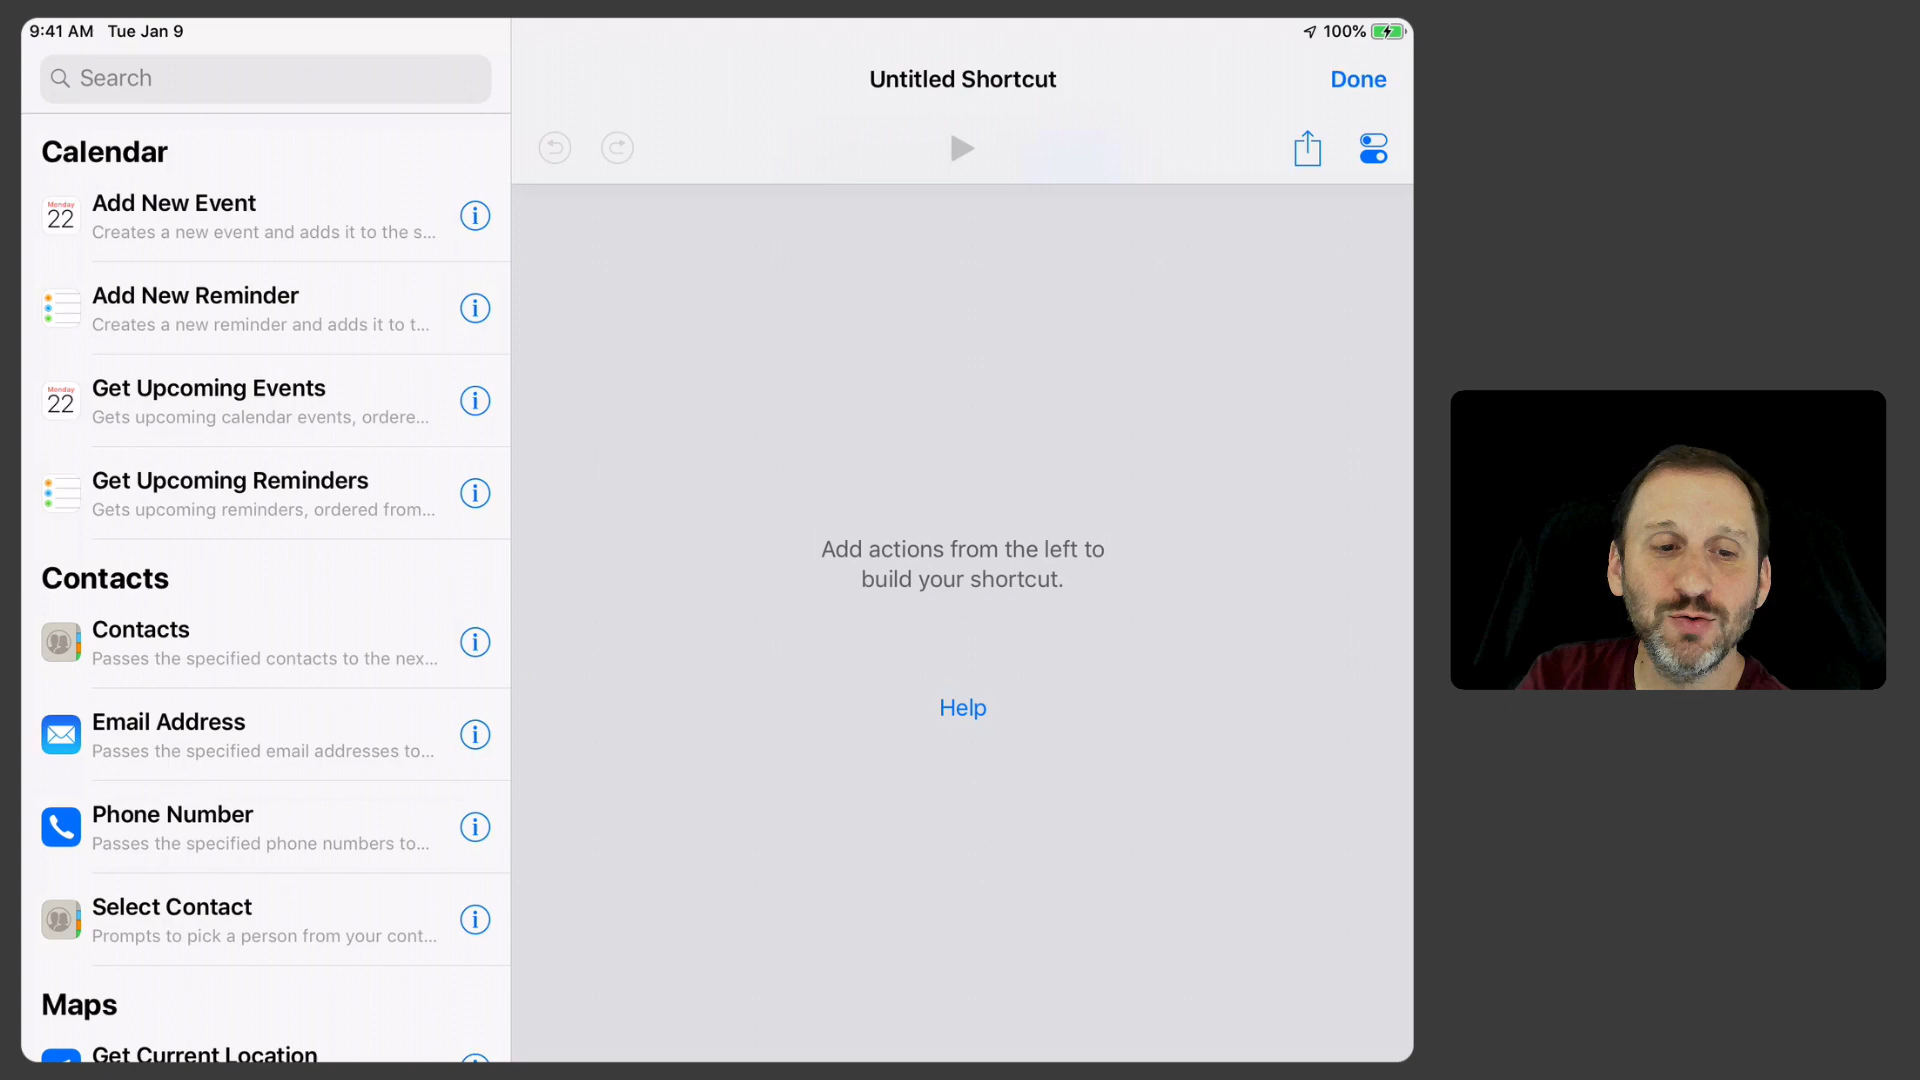 9:41 AM Tue Jan 9
100%
Search
Untitled Shortcut
Done
Calendar
Monday
22
Add New Event
Creates a new event and adds it to the s...
Add New Reminder
Creates a new reminder and adds it to t...
Monday
22
Get Upcoming Events
Gets upcoming calendar events, ordere...
Get Upcoming Reminders
Gets upcoming reminders, ordered from...
Contacts
Contacts
Passes the specified contacts to the nex...
Email Address
Passes the specified email addresses to...
Phone Number
Passes the specified phone numbers to...
Select Contact
Prompts to pick a person from your cont...
Maps
Get Current Location
Add actions from the left to
build your shortcut.
Help